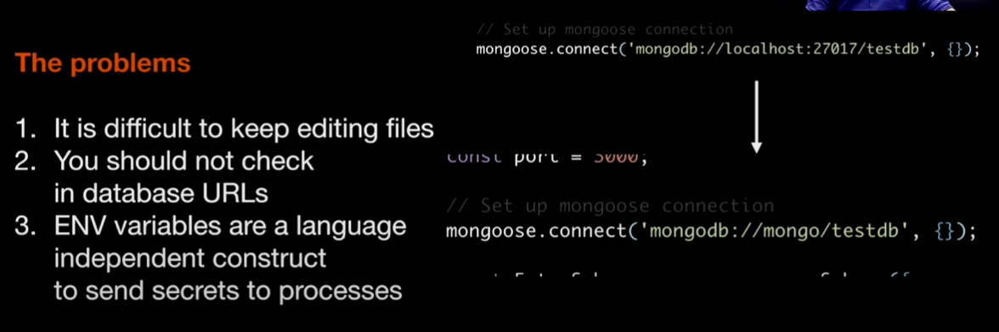 The problems
1. It is difficult to keep editing files
2. You should not check
in database URLs
3. ENV variables are a language
independent construct
to send secrets to processes
// Set up mongoose connection
mongoose.connect('mongodb://localhost:27017/testdb', {});
const port = 3000;
// Set up mongoose connection
mongoose.connect('mongodb://mongo/testdb', {});